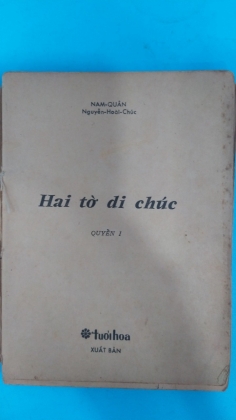 NAM-QUÂN
Nguyễn-Hoài-Chúc
Hai tờ di chúc
QUYỂN I
tuổi hoa
XUẤT BẢN